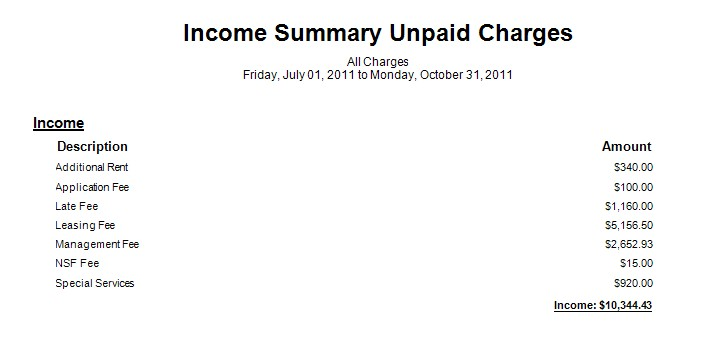 Income Summary Unpaid Charges
All Charges
Friday, July 01, 2011 to Monday, October 31, 2011
Income
Description Amount
Additional Rent $340.00
Application Fee $100.00
Late Fee $1,160.00
Leasing Fee $5,156.50
Management Fee $2,652.93
NSF Fee $15.00
Special Services $920.00
Income: $10,344.43